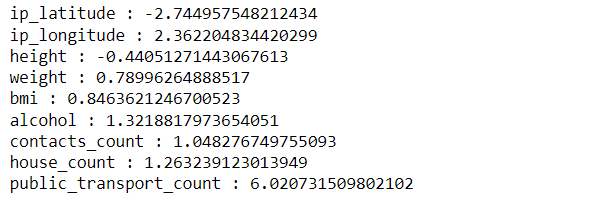 ip_latitude : -2.744957548212434
ip_longitude : 2.362204834420299
height : -0.44051271443067613
weight : 0.78996264888517
bmi : 0.8463621246700523
alcohol : 1.3218817973654051
contacts_count : 1.048276749755093
house_count : 1.263239123013949
public_transport_count : 6.020731509802102